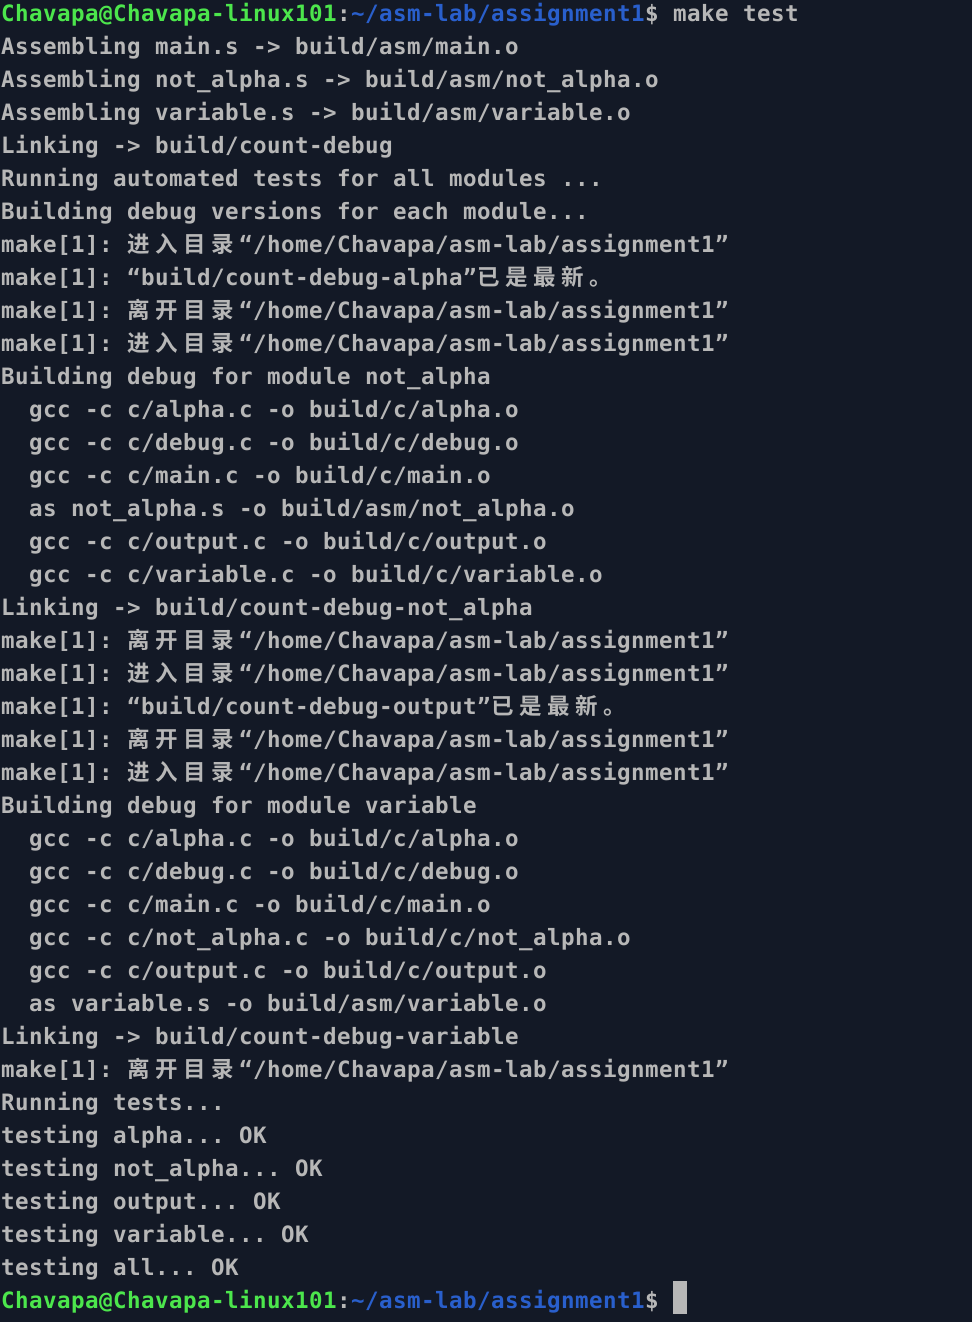 Chavapa@Chavapa-linux101:~/asm-lab/assignment1$ make test
Assembling main.s -> build/asm/main.o
Assembling not_alpha.s -> build/asm/not_alpha.o
Assembling variable.s -> build/asm/variable.o
Linking -> build/count-debug
Running automated tests for all modules ...
Building debug versions for each module...
make[1]: 进入目录“/home/Chavapa/asm-lab/assignment1”
make[1]: “build/count-debug-alpha”已是最新。
make[1]: 离开目录“/home/Chavapa/asm-lab/assignment1”
make[1]: 进入目录“/home/Chavapa/asm-lab/assignment1”
Building debug for module not_alpha
  gcc -c c/alpha.c -o build/c/alpha.o
  gcc -c c/debug.c -o build/c/debug.o
  gcc -c c/main.c -o build/c/main.o
  as not_alpha.s -o build/asm/not_alpha.o
  gcc -c c/output.c -o build/c/output.o
  gcc -c c/variable.c -o build/c/variable.o
Linking -> build/count-debug-not_alpha
make[1]: 离开目录“/home/Chavapa/asm-lab/assignment1”
make[1]: 进入目录“/home/Chavapa/asm-lab/assignment1”
make[1]: “build/count-debug-output”已是最新。
make[1]: 离开目录“/home/Chavapa/asm-lab/assignment1”
make[1]: 进入目录“/home/Chavapa/asm-lab/assignment1”
Building debug for module variable
  gcc -c c/alpha.c -o build/c/alpha.o
  gcc -c c/debug.c -o build/c/debug.o
  gcc -c c/main.c -o build/c/main.o
  gcc -c c/not_alpha.c -o build/c/not_alpha.o
  gcc -c c/output.c -o build/c/output.o
  as variable.s -o build/asm/variable.o
Linking -> build/count-debug-variable
make[1]: 离开目录“/home/Chavapa/asm-lab/assignment1”
Running tests...
testing alpha... OK
testing not_alpha... OK
testing output... OK
testing variable... OK
testing all... OK
Chavapa@Chavapa-linux101:~/asm-lab/assignment1$